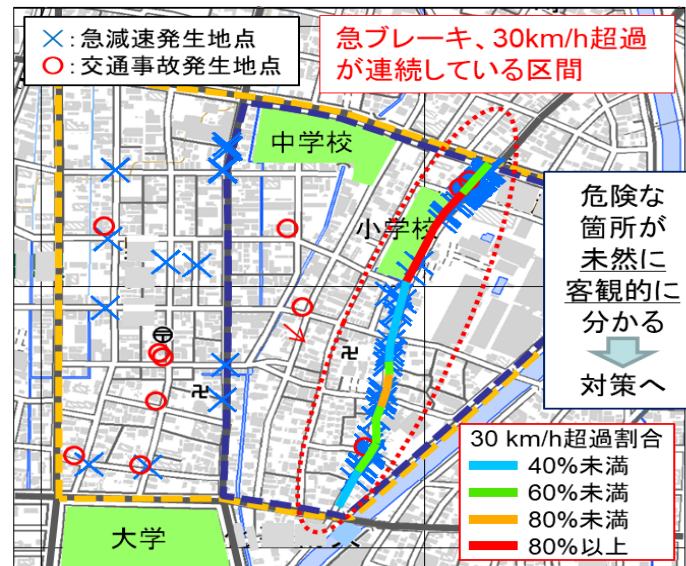 ×:急減速発生地点
○:交通事故発生地点
急ブレーキ、30km/h超過
が連続している区間
中学校
小学校
危険な
箇所が
未然に
客観的に
分かる
対策へ
卍
卍
30 km/h超過割合
40%未満
60%未満
80%未満
80%以上
大学